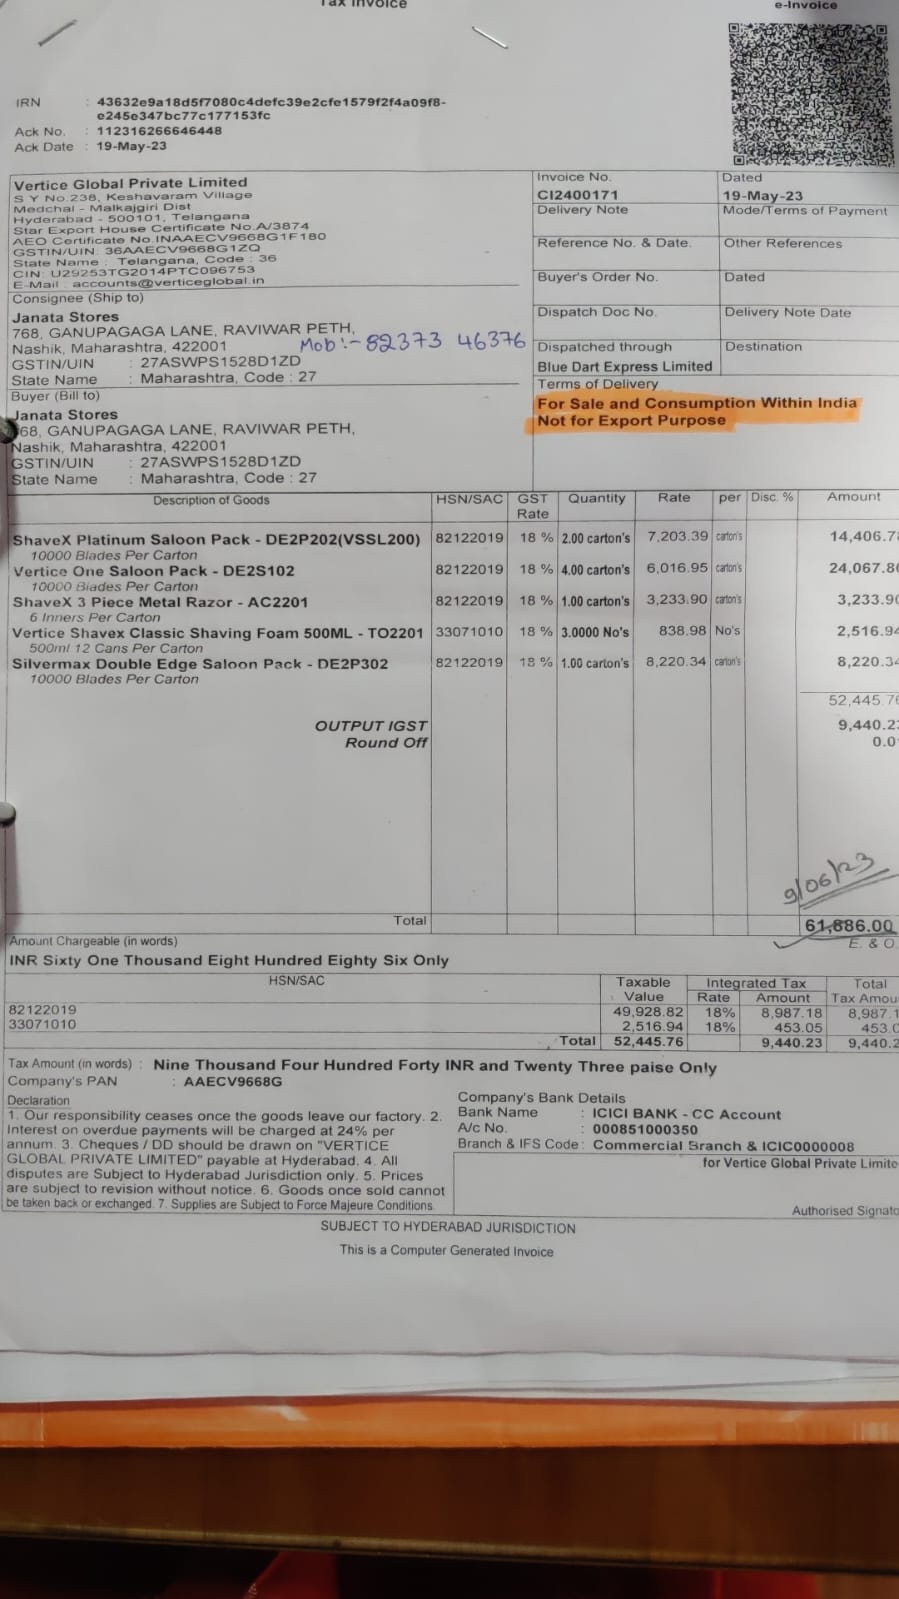 Tax Invoice
e-Invoice
IRN : 43632e9a18d5f7080c4defc39e2cfe1579f2f4a09f8-
e245e347bc77c177153fc
Ack No. : 112316266646448
Ack Date : 19-May-23
Vertice Global Private Limited
S Y No.238, Keshavaram Village
Medchal - Malkajgiri Dist
Hyderabad - 500101, Telangana
Star Export House Certificate No.A/3874
AEO Certificate No.INAAECV9668G1F180
GSTIN/UIN: 36AAECV9668G1ZQ
State Name : Telangana, Code : 36
CIN: U29253TG2014PTC096753
E-Mail : accounts@verticeglobal.in
Invoice No. Dated
CI2400171 19-May-23
Delivery Note Mode/Terms of Payment
Reference No. & Date. Other References
Buyer's Order No. Dated
Dispatch Doc No. Delivery Note Date
Dispatched through Destination
Blue Dart Express Limited
Terms of Delivery
For Sale and Consumption Within India
Not for Export Purpose
Consignee (Ship to)
Janata Stores
768, GANUPAGAGA LANE, RAVIWAR PETH,
Nashik, Maharashtra, 422001
Mob:- 82373 46376
GSTIN/UIN : 27ASWPS1528D1ZD
State Name : Maharashtra, Code : 27
Buyer (Bill to)
Janata Stores
68, GANUPAGAGA LANE, RAVIWAR PETH,
Nashik, Maharashtra, 422001
GSTIN/UIN : 27ASWPS1528D1ZD
State Name : Maharashtra, Code : 27
Description of Goods HSN/SAC GST Rate Quantity Rate per Disc. % Amount
ShaveX Platinum Saloon Pack - DE2P202(VSSL200) 82122019 18 % 2.00 carton's 7,203.39 carton's 14,406.7
10000 Blades Per Carton
Vertice One Saloon Pack - DE2S102 82122019 18 % 4.00 carton's 6,016.95 carton's 24,067.80
10000 Blades Per Carton
ShaveX 3 Piece Metal Razor - AC2201 82122019 18 % 1.00 carton's 3,233.90 carton's 3,233.90
6 Inners Per Carton
Vertice Shavex Classic Shaving Foam 500ML - TO2201 33071010 18 % 3.0000 No's 838.98 No's 2,516.94
500ml 12 Cans Per Carton
Silvermax Double Edge Saloon Pack - DE2P302 82122019 18 % 1.00 carton's 8,220.34 carton's 8,220.34
10000 Blades Per Carton
52,445.76
OUTPUT IGST 9,440.23
Round Off 0.0
9/06/23
Total 61,886.00
Amount Chargeable (in words) E. & O.
INR Sixty One Thousand Eight Hundred Eighty Six Only
HSN/SAC Taxable Value Integrated Tax Rate Amount Total Tax Amou
82122019 49,928.82 18% 8,987.18 8,987.1
33071010 2,516.94 18% 453.05 453.0
Total 52,445.76 9,440.23 9,440.2
Tax Amount (in words) : Nine Thousand Four Hundred Forty INR and Twenty Three paise Only
Company's PAN : AAECV9668G
Declaration
1. Our responsibility ceases once the goods leave our factory. 2.
Interest on overdue payments will be charged at 24% per
annum. 3. Cheques / DD should be drawn on "VERTICE
GLOBAL PRIVATE LIMITED" payable at Hyderabad. 4. All
disputes are Subject to Hyderabad Jurisdiction only. 5. Prices
are subject to revision without notice. 6. Goods once sold cannot
be taken back or exchanged. 7. Supplies are Subject to Force Majeure Conditions.
Company's Bank Details
Bank Name : ICICI BANK - CC Account
A/c No. : 000851000350
Branch & IFS Code : Commercial Branch & ICIC0000008
for Vertice Global Private Limite
Authorised Signato
SUBJECT TO HYDERABAD JURISDICTION
This is a Computer Generated Invoice